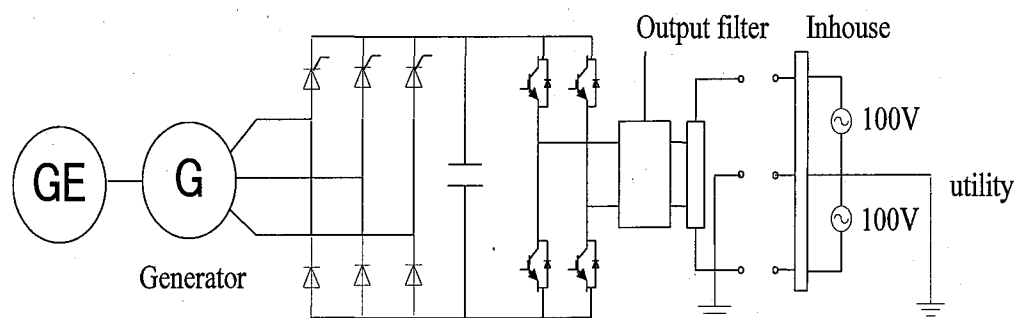 Output filter
Inhouse
GE
G
100V
100V
utility
Generator